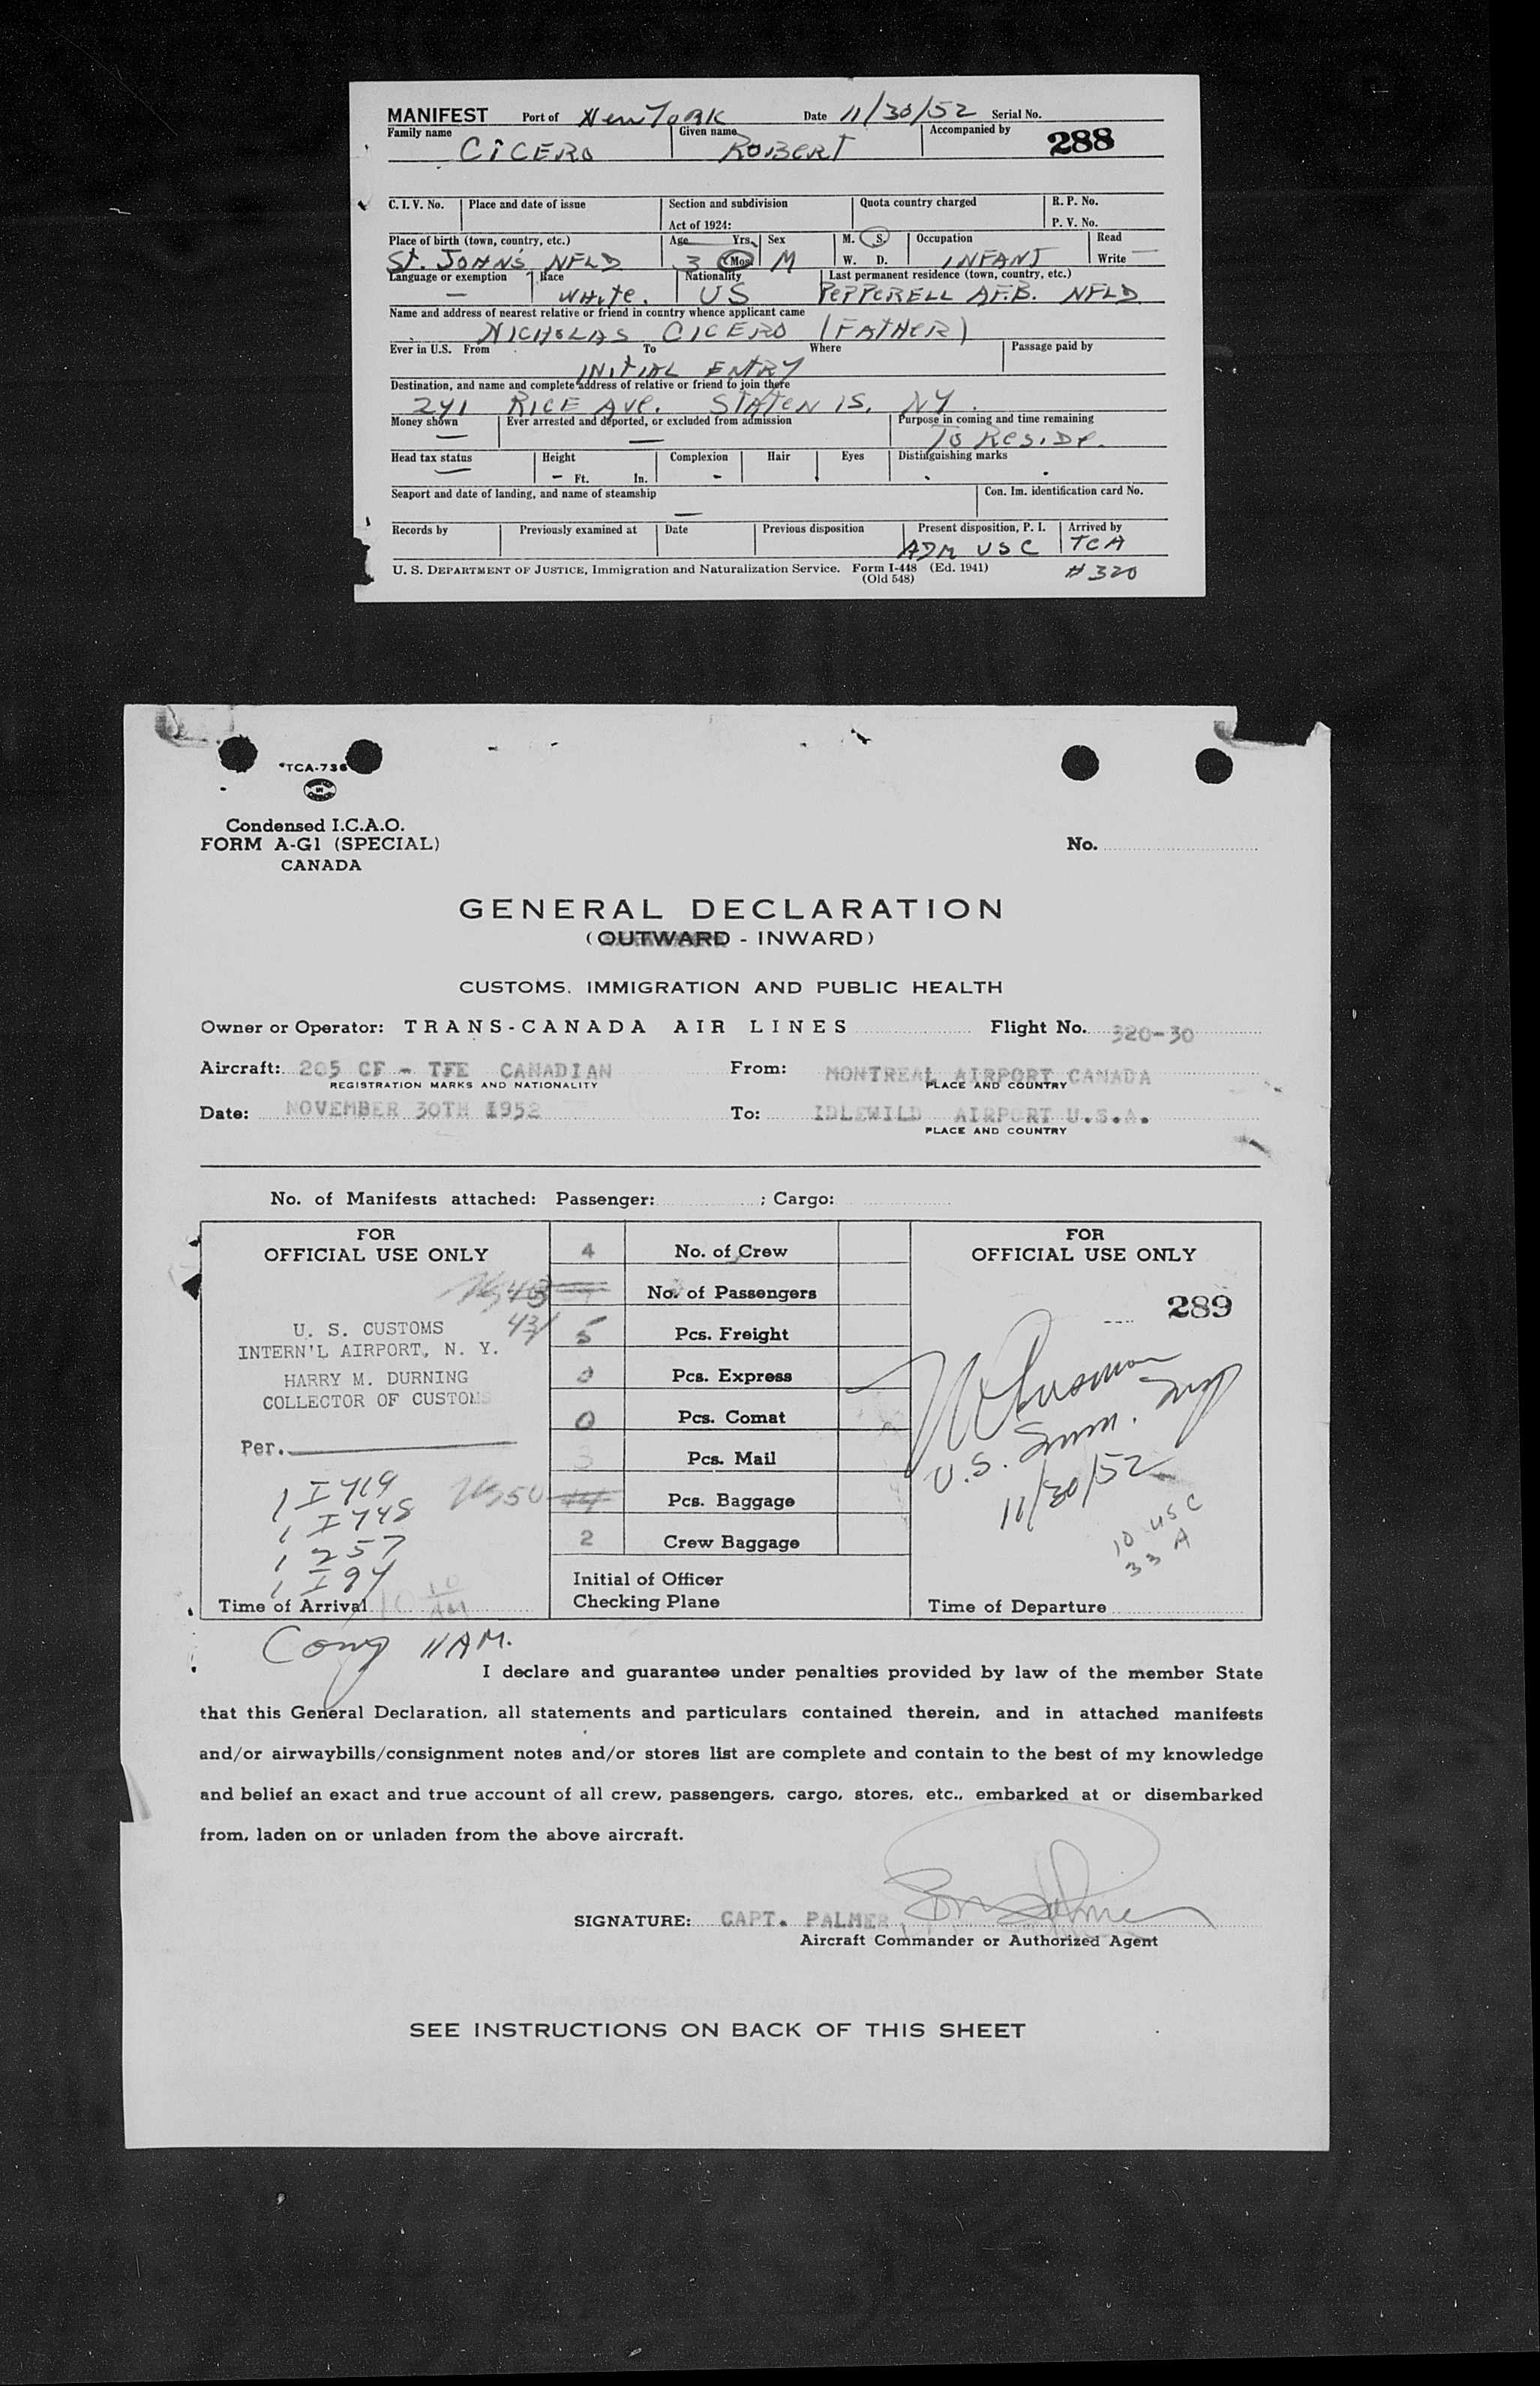 MANIFEST Port of New York Date 11/30/52 Serial No.
Family name Given name Accompanied by
CICERO ROBERT 288
C. I. V. No. Place and date of issue Section and subdivision Quota country charged R. P. No.
Act of 1924: P. V. No.
Place of birth (town, country, etc.) Age Yrs. Sex M. S. Occupation Read
St. JOHN'S NFLD 3 Mos. M W. D. INFANT Write —
Language or exemption Race Nationality Last permanent residence (town, country, etc.)
— WHITE. US PEPPERELL AF.B. NFLD
Name and address of nearest relative or friend in country whence applicant came
NICHOLAS CICERO (FATHER)
Ever in U.S. From To Where Passage paid by
INITIAL ENTRY
Destination, and name and complete address of relative or friend to join there
241 RICE AVE. STATEN IS. NY.
Money shown Ever arrested and deported, or excluded from admission Purpose in coming and time remaining
— — TO RESIDE.
Head tax status Height Complexion Hair Eyes Distinguishing marks
— - Ft. In. -
Seaport and date of landing, and name of steamship Con. Im. identification card No.
—
Records by Previously examined at Date Previous disposition Present disposition, P. I. Arrived by
ADM USC TCA
U. S. DEPARTMENT OF JUSTICE, Immigration and Naturalization Service. Form I-448 (Ed. 1941) # 320
(Old 548)
TCA-736
Condensed I.C.A.O.
FORM A-G1 (SPECIAL) No.
CANADA
GENERAL DECLARATION
(OUTWARD - INWARD)
CUSTOMS, IMMIGRATION AND PUBLIC HEALTH
Owner or Operator: TRANS-CANADA AIR LINES Flight No. 320-30
Aircraft: 205 CF - TFE CANADIAN From: MONTREAL AIRPORT CANADA
REGISTRATION MARKS AND NATIONALITY PLACE AND COUNTRY
Date: NOVEMBER 30TH 1952 To: IDLEWILD AIRPORT U.S.A.
PLACE AND COUNTRY
No. of Manifests attached: Passenger: ; Cargo:
FOR FOR
OFFICIAL USE ONLY 4 No. of Crew OFFICIAL USE ONLY
43 No. of Passengers 289
U. S. CUSTOMS 43/1 5 Pcs. Freight
INTERN'L AIRPORT, N. Y.
HARRY M. DURNING 0 Pcs. Express
COLLECTOR OF CUSTOMS 0 Pcs. Comat
Per. 3 Pcs. Mail U.S. Imm. Insp
1 I 419 50 Pcs. Baggage 11/30/52
1 I 448
1 257 2 Crew Baggage 10 USC
1 I 94 Initial of Officer 33 A
Time of Arrival 10 10 AM Checking Plane Time of Departure
Cong 11 AM.
I declare and guarantee under penalties provided by law of the member State
that this General Declaration, all statements and particulars contained therein, and in attached manifests
and/or airwaybills/consignment notes and/or stores list are complete and contain to the best of my knowledge
and belief an exact and true account of all crew, passengers, cargo, stores, etc., embarked at or disembarked
from, laden on or unladen from the above aircraft.
SIGNATURE: CAPT. PALMER
Aircraft Commander or Authorized Agent
SEE INSTRUCTIONS ON BACK OF THIS SHEET